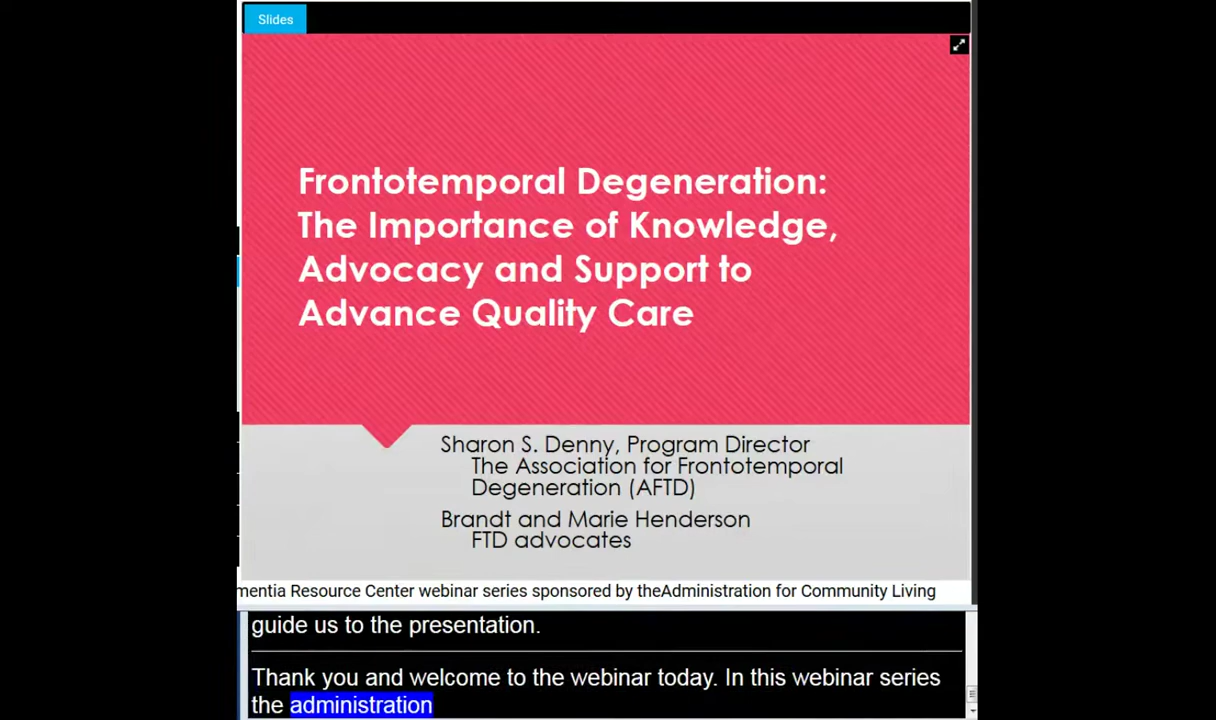 Slides
Frontotemporal Degeneration:
The Importance of Knowledge,
Advocacy and Support to
Advance Quality Care
Sharon S. Denny, Program Director
The Association for Frontotemporal
Degeneration (AFTD)
Brandt and Marie Henderson
FTD advocates
mentia Resource Center webinar series sponsored by theAdministration for Community Living
guide us to the presentation.
Thank you and welcome to the webinar today. In this webinar series
the administration